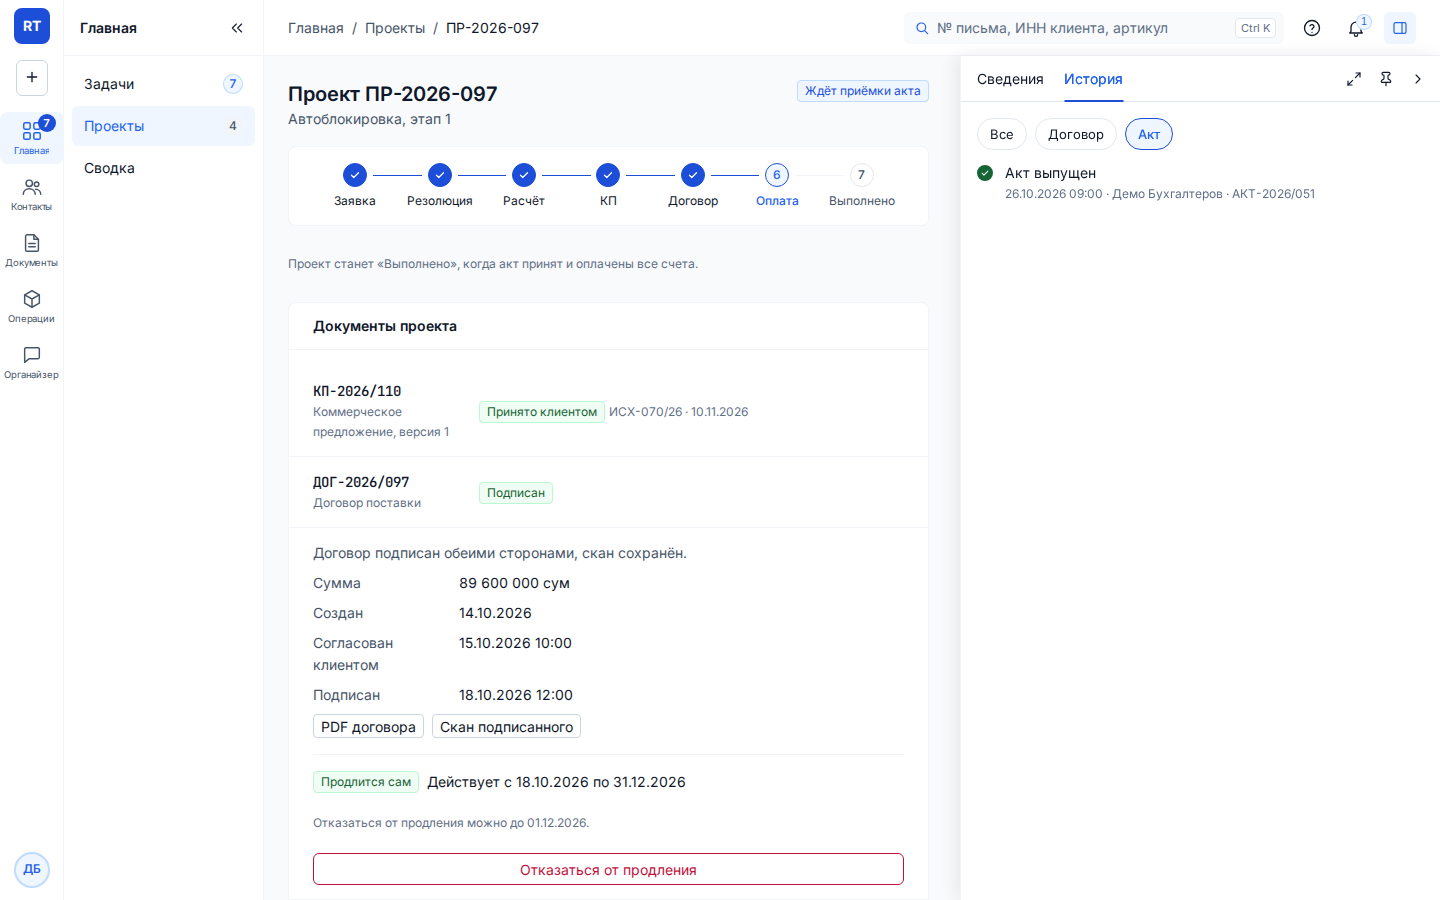 RT
Главная
Главная / Проекты / ПР-2026-097
№ письма, ИНН клиента, артикул
Ctrl K
1
7
Главная
Контакты
Документы
Операции
Органайзер
ДБ
Задачи 7
Проекты 4
Сводка
Проект ПР-2026-097
Ждёт приёмки акта
Автоблокировка, этап 1
6
7
Заявка
Резолюция
Расчёт
КП
Договор
Оплата
Выполнено
Проект станет «Выполнено», когда акт принят и оплачены все счета.
Документы проекта
КП-2026/110
Коммерческое
предложение, версия 1
Принято клиентом ИСХ-070/26 · 10.11.2026
ДОГ-2026/097
Договор поставки
Подписан
Договор подписан обеими сторонами, скан сохранён.
Сумма 89 600 000 сум
Создан 14.10.2026
Согласован
клиентом
15.10.2026 10:00
Подписан 18.10.2026 12:00
PDF договора
Скан подписанного
Продлится сам Действует с 18.10.2026 по 31.12.2026
Отказаться от продления можно до 01.12.2026.
Отказаться от продления
Сведения
История
Все
Договор
Акт
Акт выпущен
26.10.2026 09:00 · Демо Бухгалтеров · АКТ-2026/051